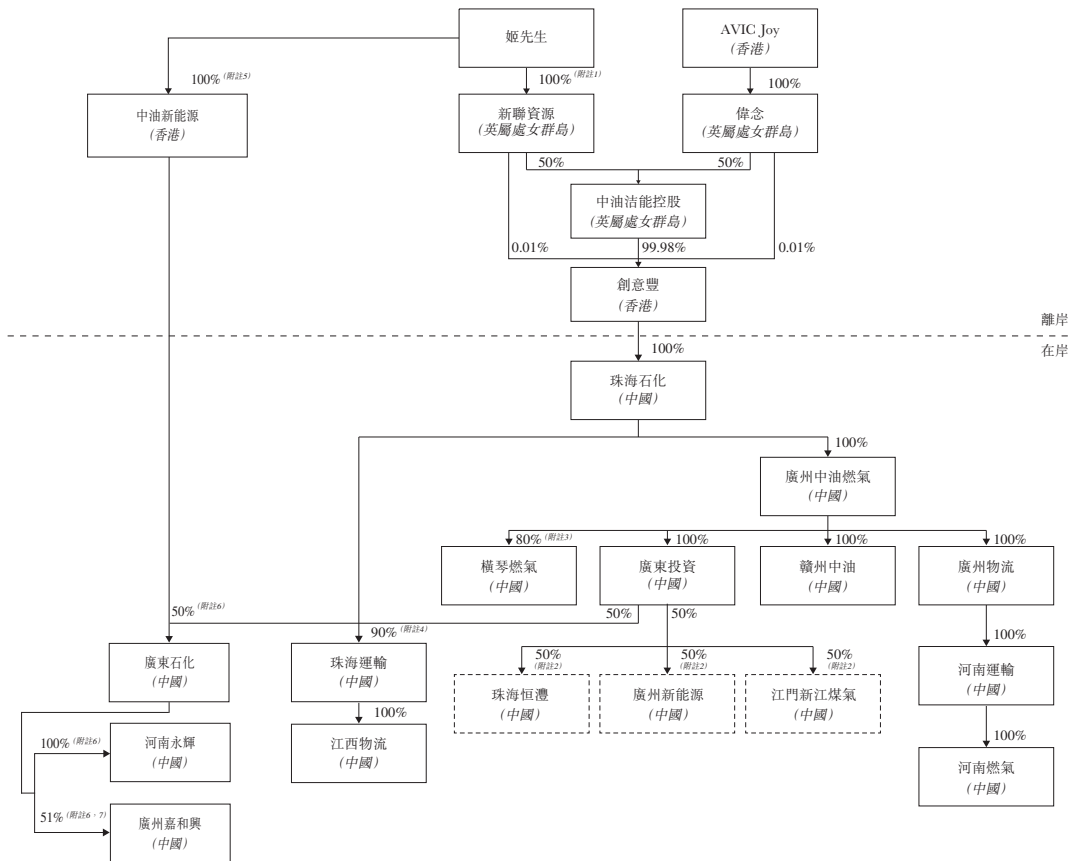 姬先生
AVIC Joy
(香港)
100% (附註5)
100% (附註1)
100%
中油新能源
(香港)
新聯資源
(英屬處女群島)
偉念
(英屬處女群島)
50%
50%
中油洁能控股
(英屬處女群島)
0.01%
99.98%
0.01%
創意豐
(香港)
離岸
在岸
100%
珠海石化
(中國)
100%
廣州中油燃氣
(中國)
80% (附註3)
100%
100%
100%
橫琴燃氣
(中國)
廣東投資
(中國)
贛州中油
(中國)
廣州物流
(中國)
50% (附註6)
50%
50%
90% (附註4)
100%
廣東石化
(中國)
珠海運輸
(中國)
50%
(附註2)
50%
(附註2)
50%
(附註2)
河南運輸
(中國)
珠海恒灃
(中國)
廣州新能源
(中國)
江門新江煤氣
(中國)
100%
100%
100% (附註6)
河南永輝
(中國)
江西物流
(中國)
河南燃氣
(中國)
51% (附註6、7)
廣州嘉和興
(中國)